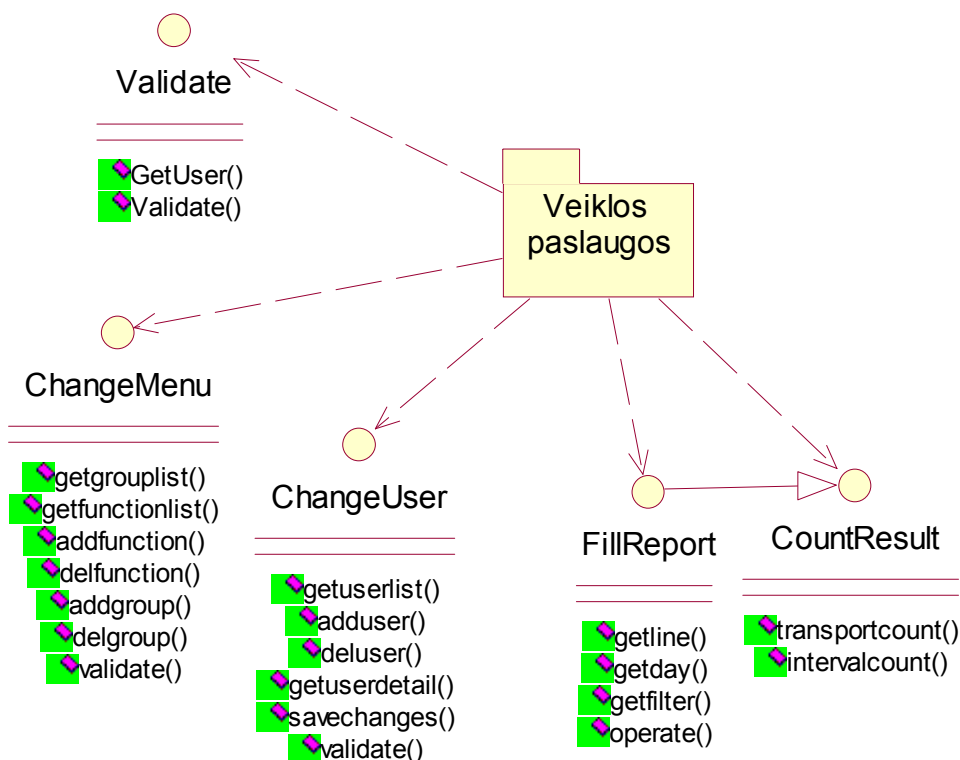 Validate
GetUser()
Validate()
Veiklos
paslaugos
ChangeMenu
getgrouplist()
getfunctionlist()
addfunction()
delfunction()
addgroup()
delgroup()
validate()
ChangeUser
getuserlist()
adduser()
deluser()
getuserdetail()
savechanges()
validate()
FillReport
getline()
getday()
getfilter()
operate()
CountResult
transportcount()
intervalcount()